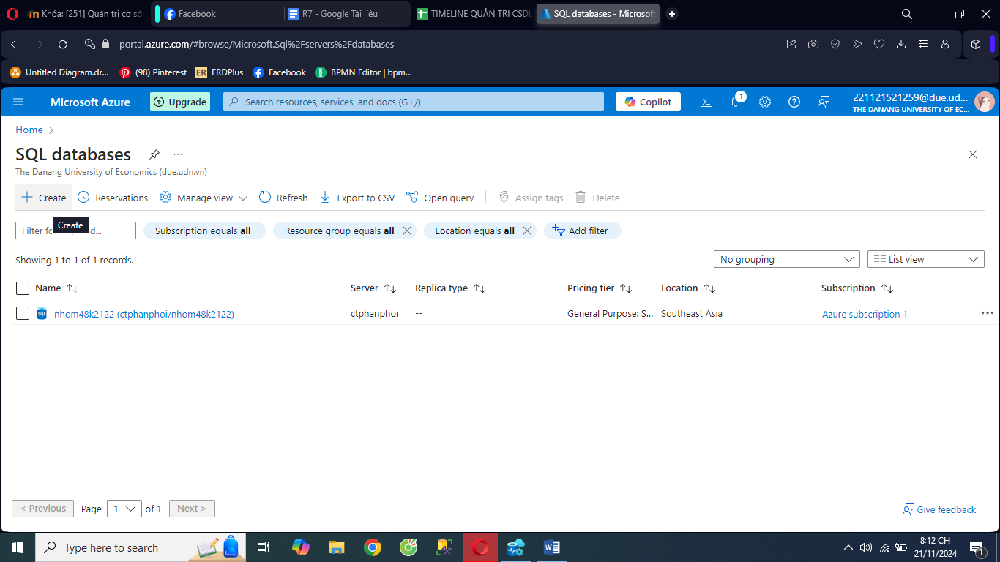 Khóa: [251] Quản trị cơ sở
Facebook
R7 - Google Tài liệu
TIMELINE QUẢN TRỊ CSDL
SQL databases - Microsoft
portal.azure.com/#browse/Microsoft.Sql%2Fservers%2Fdatabases
Untitled Diagram.dr...
(98) Pinterest
ER
ERDPlus
Facebook
BPMN Editor | bpm...
Microsoft Azure
Upgrade
Search resources, services, and docs (G+/)
Copilot
1
221121521259@due.ud...
THE DANANG UNIVERSITY OF EC...
Home
SQL databases
The Danang University of Economics (due.udn.vn)
Create
Reservations
Manage view
Refresh
Export to CSV
Open query
Assign tags
Delete
Create
Filter fo d...
Subscription equals all
Resource group equals all
Location equals all
Add filter
Showing 1 to 1 of 1 records.
No grouping
List view
Name
Server
Replica type
Pricing tier
Location
Subscription
SQL
nhom48k2122 (ctphanphoi/nhom48k2122)
ctphanphoi
--
General Purpose: S...
Southeast Asia
Azure subscription 1
< Previous
Page
1
of 1
Next >
Give feedback
Type here to search
8:12 CH
21/11/2024
1